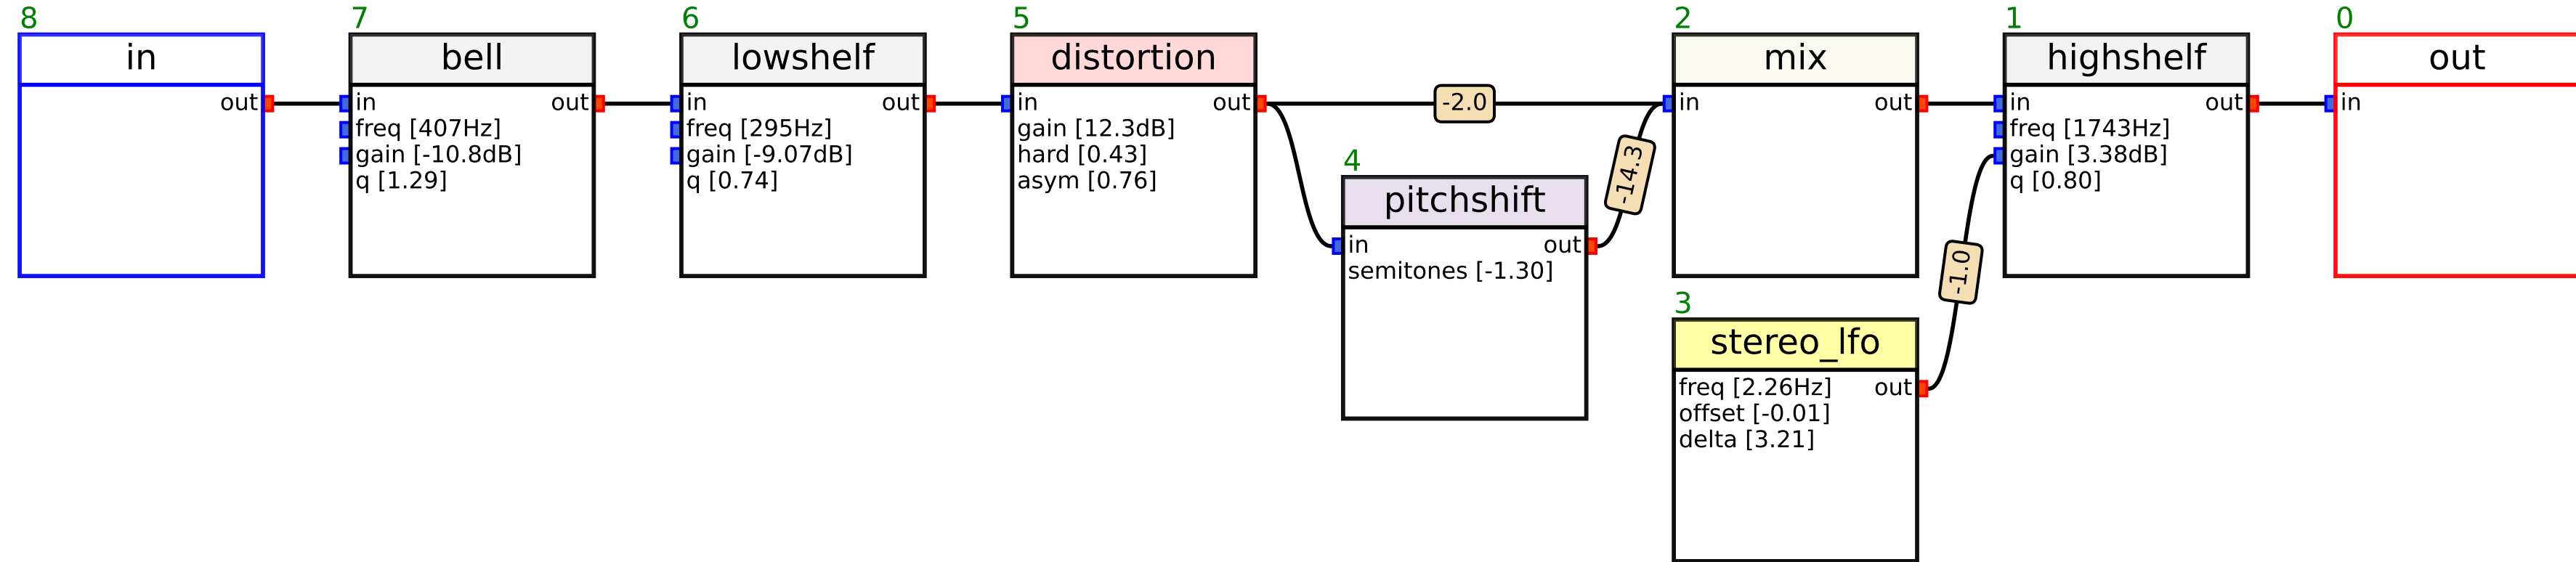 8
in
out
7
bell
in out
freq [407Hz]
gain [-10.8dB]
q [1.29]
6
lowshelf
in out
freq [295Hz]
gain [-9.07dB]
q [0.74]
5
distortion
in out
gain [12.3dB]
hard [0.43]
asym [0.76]
-2.0
4
pitchshift
in out
semitones [-1.30]
-14.3
2
mix
in out
3
stereo_lfo
freq [2.26Hz] out
offset [-0.01]
delta [3.21]
-1.0
1
highshelf
in out
freq [1743Hz]
gain [3.38dB]
q [0.80]
0
out
in